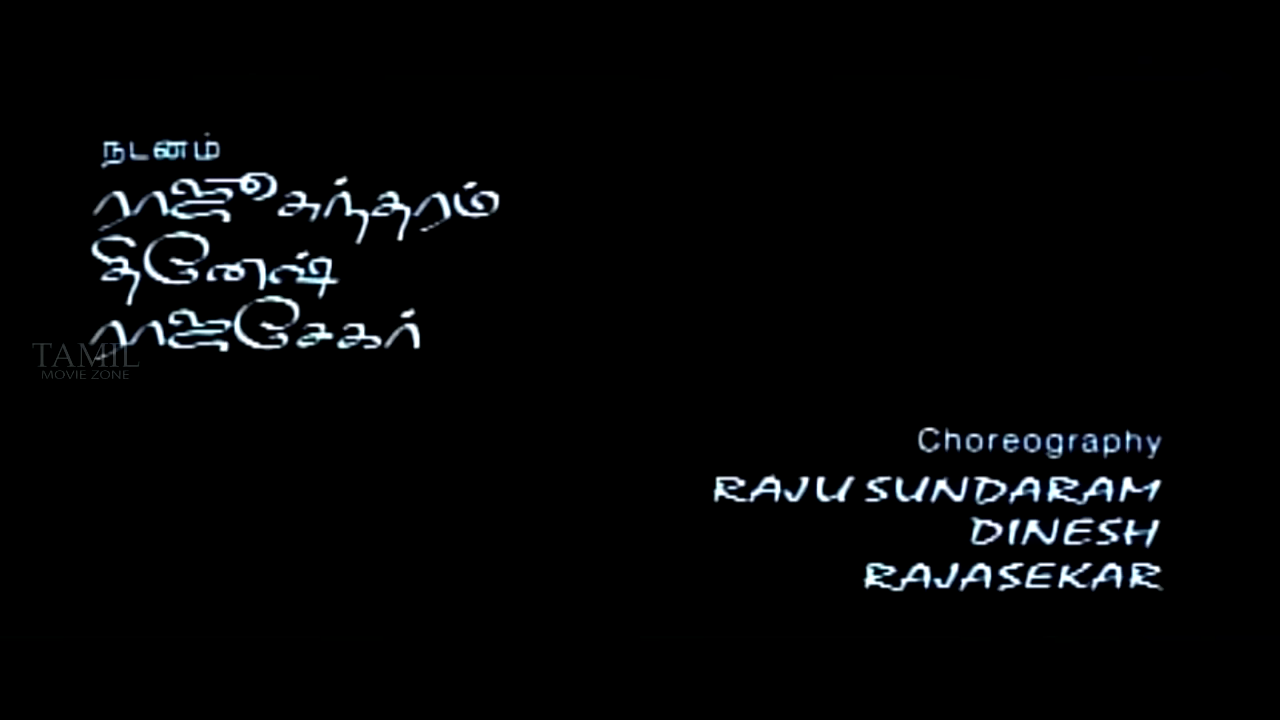 நடனம்
ராஜூசுந்தரம்
தினேஷ்
ராஜசேகர்
TAMIL
MOVIE ZONE
Choreography
RAJU SUNDARAM
DINESH
RAJASEKAR